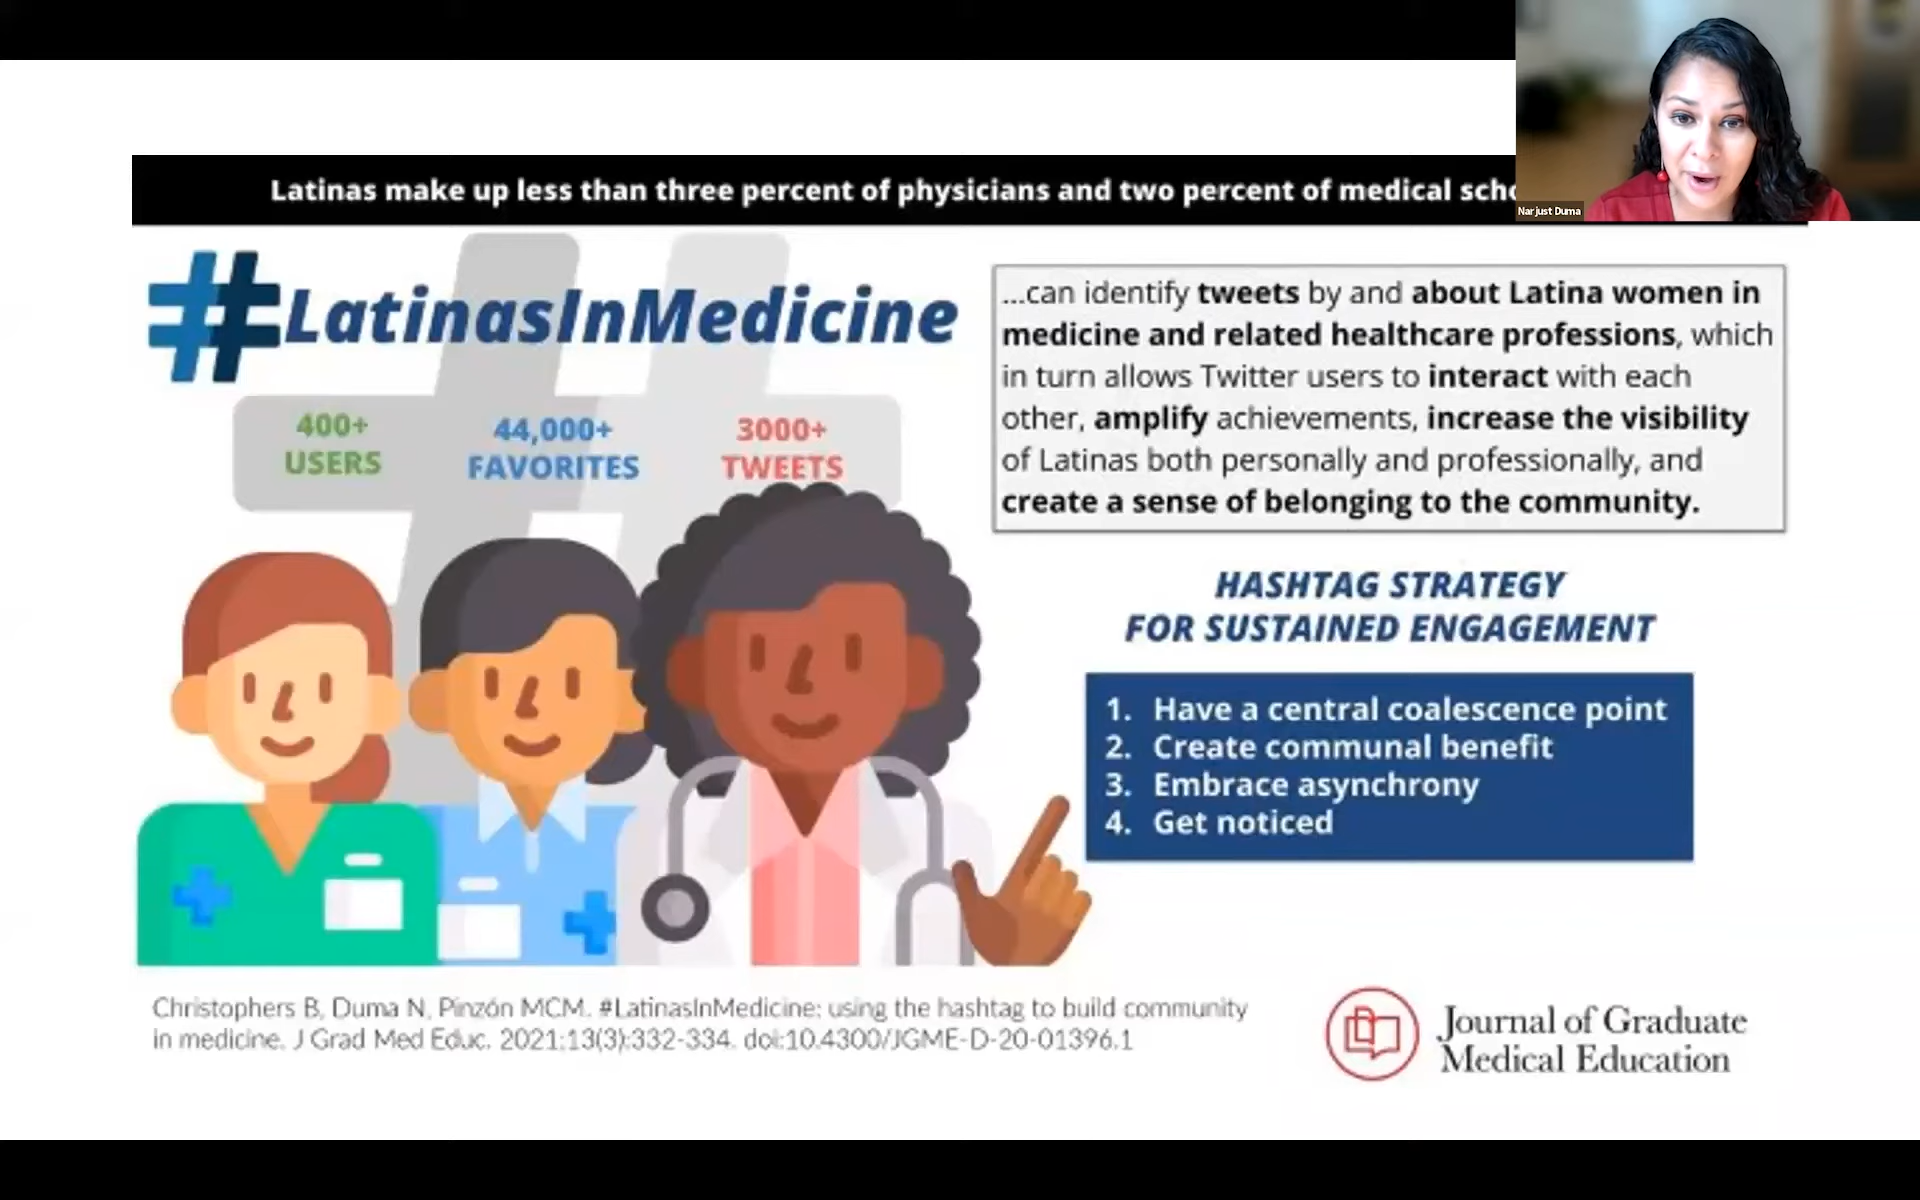 Latinas make up less than three percent of physicians and two percent of medical
Narjust Duma
#LatinasInMedicine
400+
USERS
44,000+
FAVORITES
3000+
TWEETS
...can identify tweets by and about Latina women in
medicine and related healthcare professions, which
in turn allows Twitter users to interact with each
other, amplify achievements, increase the visibility
of Latinas both personally and professionally, and
create a sense of belonging to the community.
HASHTAG STRATEGY
FOR SUSTAINED ENGAGEMENT
1. Have a central coalescence point
2. Create communal benefit
3. Embrace asynchrony
4. Get noticed
Christophers B, Duma N, Pinzón MCM. #LatinasInMedicine: using the hashtag to build community
in medicine. J Grad Med Educ. 2021;13(3):332-334. doi:10.4300/JGME-D-20-01396.1
Journal of Graduate
Medical Education